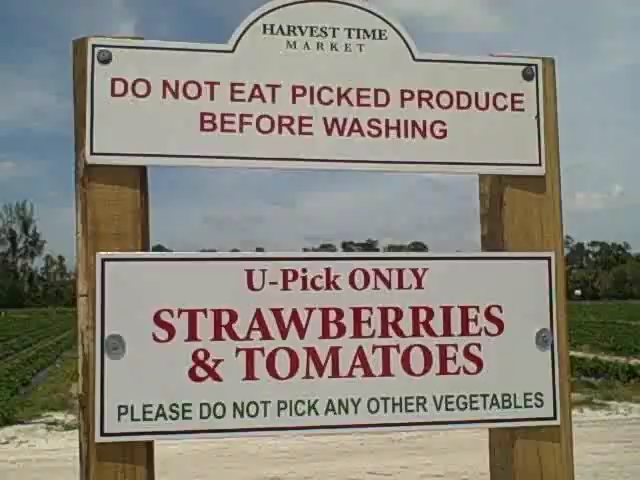 HARVEST TIME
MARKET
DO NOT EAT PICKED PRODUCE
BEFORE WASHING
U-Pick ONLY
STRAWBERRIES
& TOMATOES
PLEASE DO NOT PICK ANY OTHER VEGETABLES